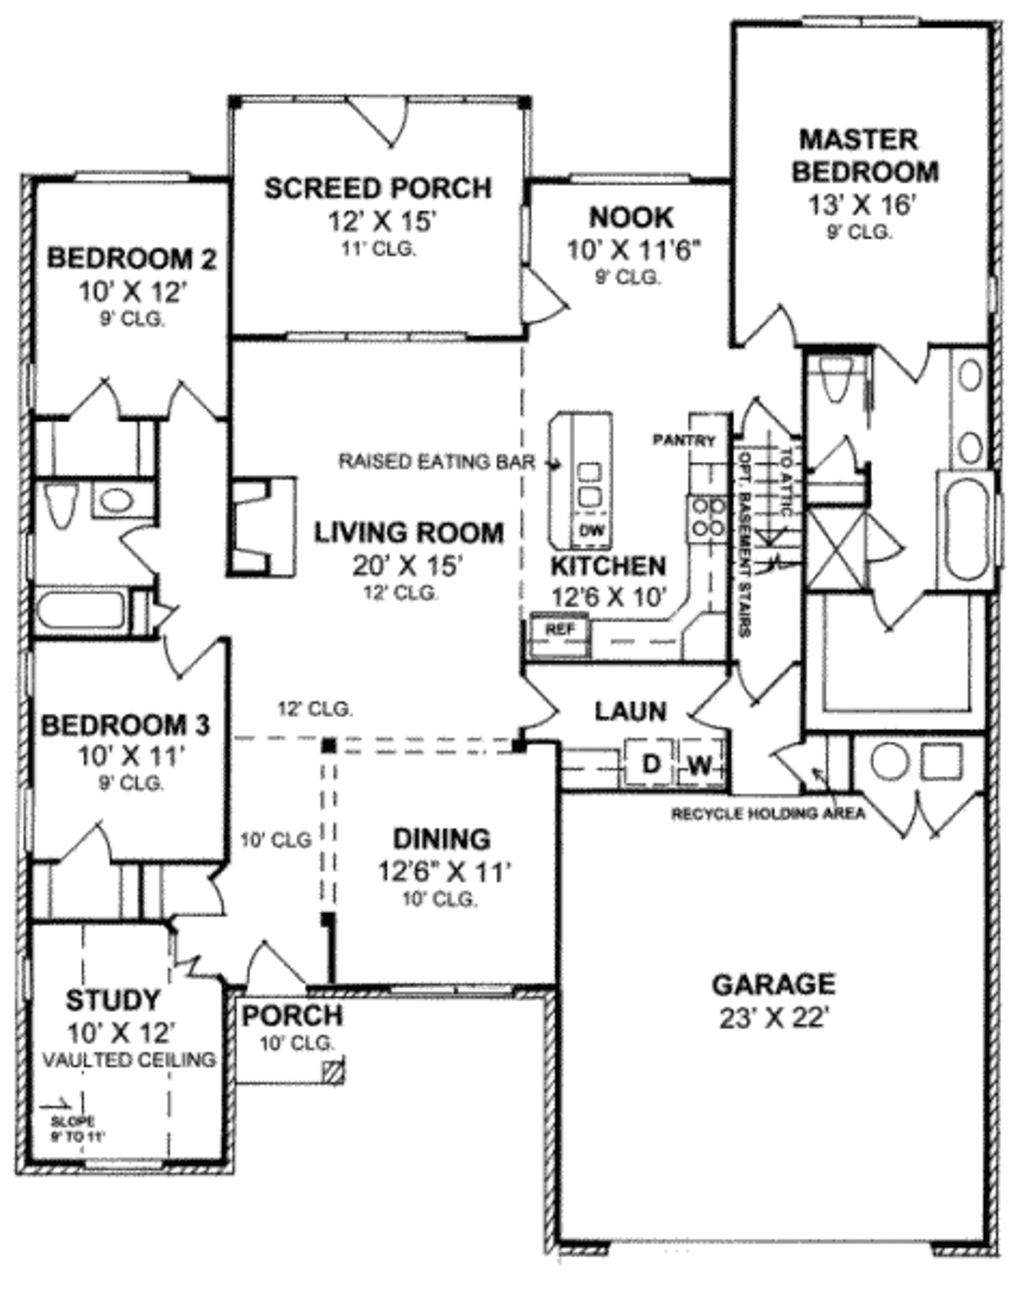 MASTER
BEDROOM
13' X 16'
9' CLG.
SCREED PORCH
12' X 15'
11' CLG.
NOOK
10' X 11'6"
9' CLG.
BEDROOM 2
10' X 12'
9' CLG.
PANTRY
RAISED EATING BAR
TO ATTIC
OPT. BASEMENT STAIRS
DW
LIVING ROOM
20' X 15'
12' CLG.
KITCHEN
12'6 X 10'
REF
12' CLG.
LAUN
D
W
BEDROOM 3
10' X 11'
9' CLG.
RECYCLE HOLDING AREA
10' CLG
DINING
12'6" X 11'
10' CLG.
STUDY
10' X 12'
VAULTED CEILING
SLOPE
9' TO 11'
PORCH
10' CLG.
GARAGE
23' X 22'